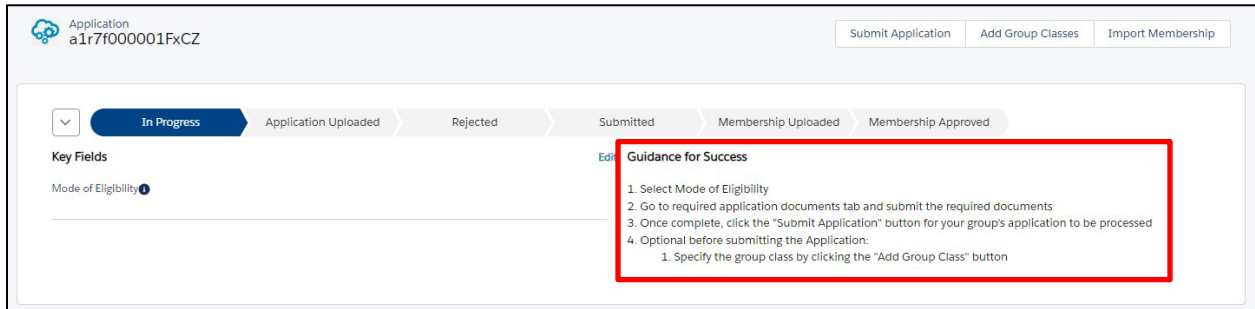 Application
a1r7f000001FxCZ
Submit Application
Add Group Classes
Import Membership
In Progress
Application Uploaded
Rejected
Submitted
Membership Uploaded
Membership Approved
Key Fields
Edit
Mode of Eligibility
Guidance for Success
1. Select Mode of Eligibility
2. Go to required application documents tab and submit the required documents
3. Once complete, click the "Submit Application" button for your group's application to be processed
4. Optional before submitting the Application:
1. Specify the group class by clicking the "Add Group Class" button